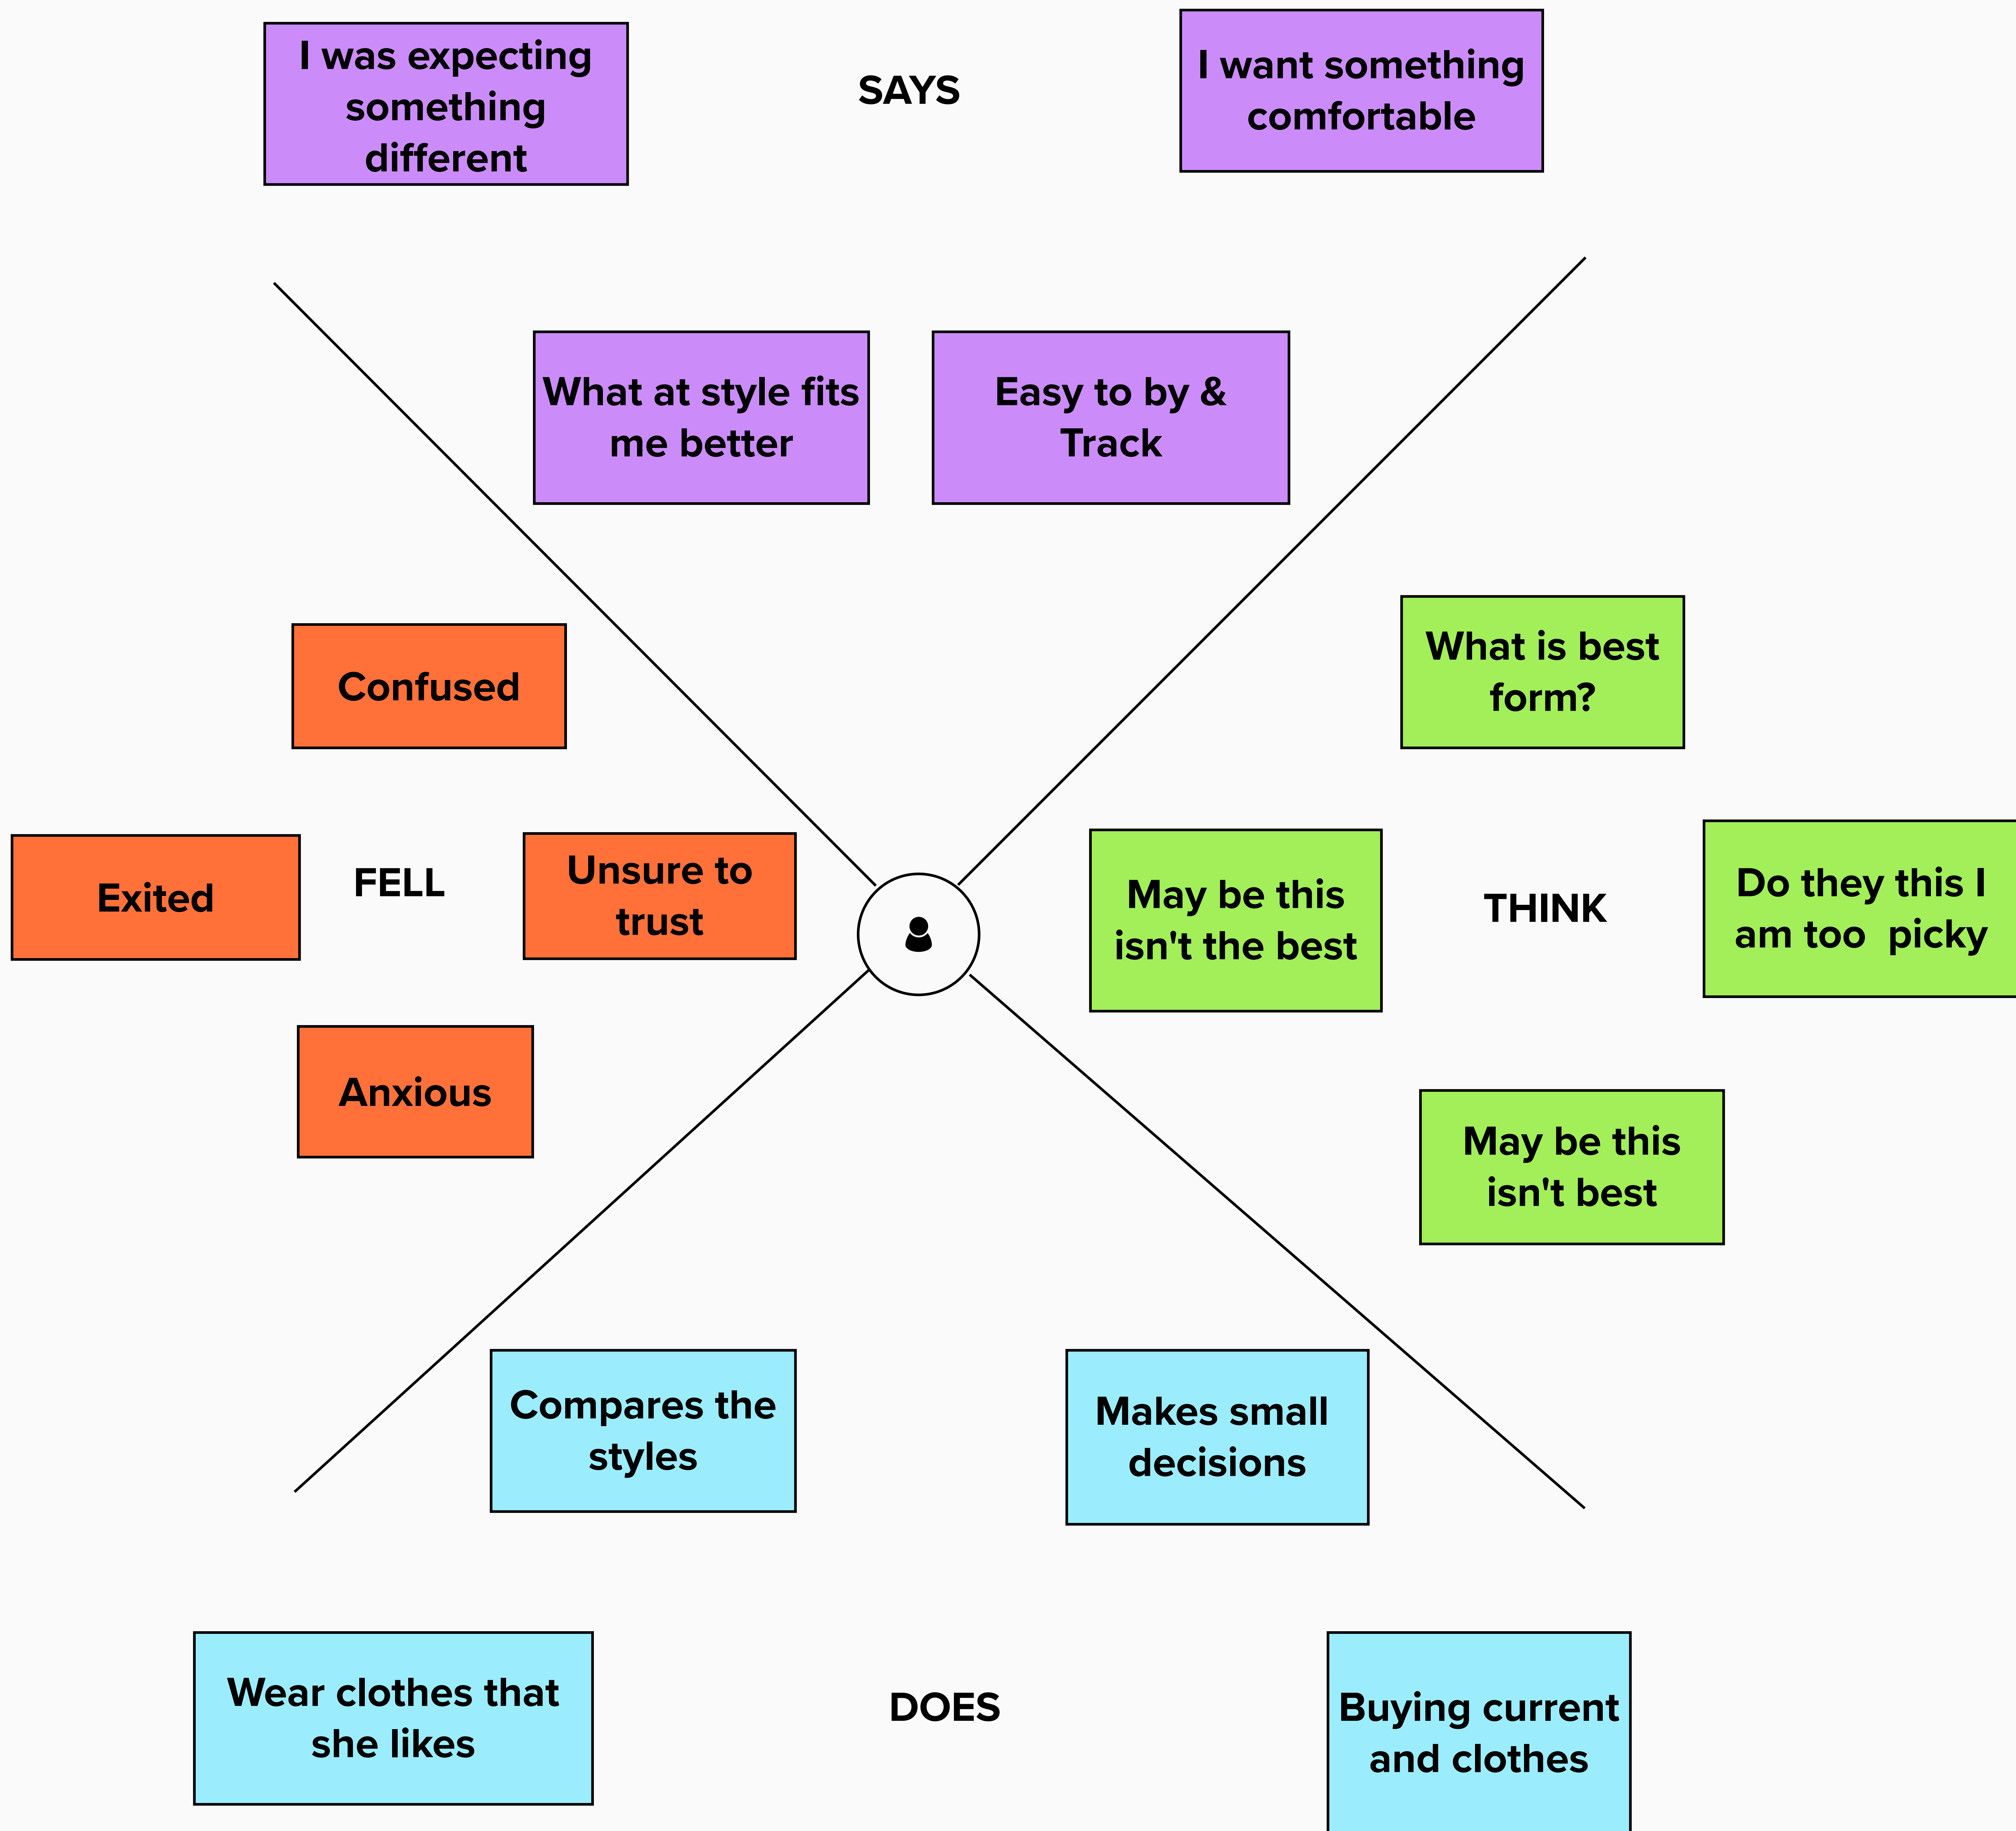 I was expecting
something
different
SAYS
I want something
comfortable
What at style fits
me better
Easy to by &
Track
Confused
Exited
FELL
Unsure to
trust
Anxious
What is best
form?
May be this
isn't the best
THINK
Do they this I
am too  picky
May be this
isn't best
Compares the
styles
Makes small
decisions
Wear clothes that
she likes
DOES
Buying current
and clothes